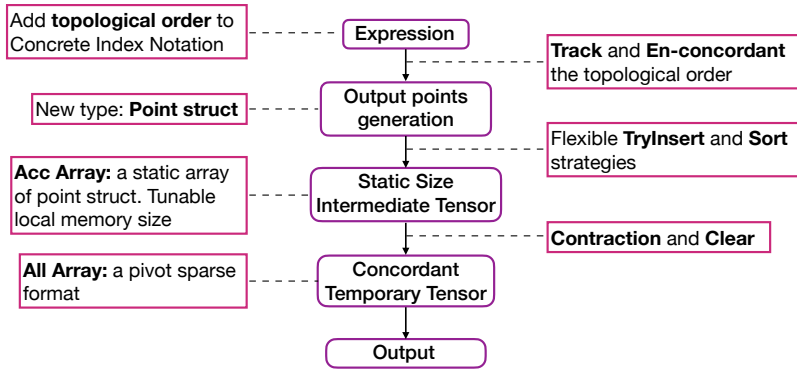 Add topological order to
Concrete Index Notation
Expression
Track and En-concordant
the topological order
New type: Point struct
Output points
generation
Flexible TryInsert and Sort
strategies
Acc Array: a static array
of point struct. Tunable
local memory size
Static Size
Intermediate Tensor
Contraction and Clear
All Array: a pivot sparse
format
Concordant
Temporary Tensor
Output